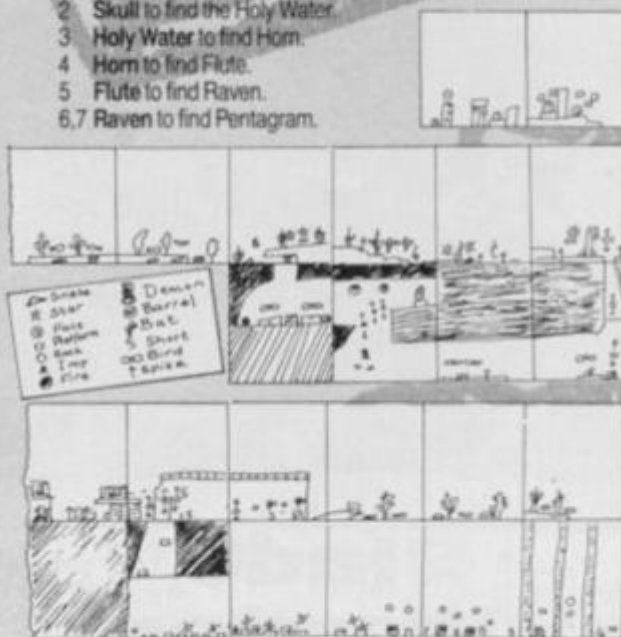 2 Skull to find the Holy Water.
3 Holy Water to find Horn.
4 Horn to find Flute.
5 Flute to find Raven.
6,7 Raven to find Pentagram.
Snake
Star
Platform
Rock
Imp
Fire
Demon
Barrel
Bat
Start
Bird
Spike